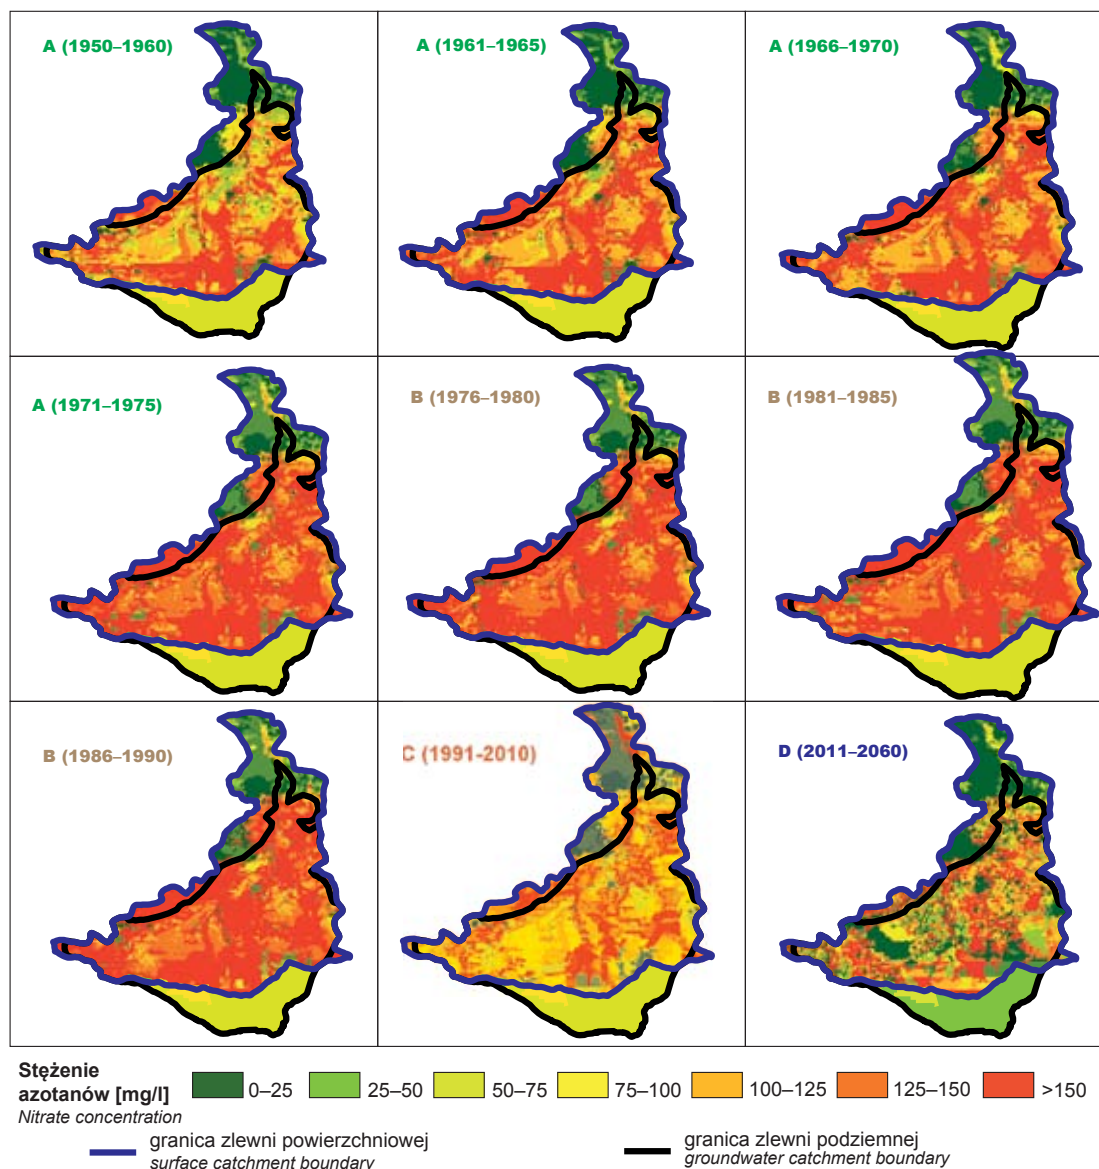 A (1950–1960)
A (1961–1965)
A (1966–1970)
A (1971–1975)
B (1976–1980)
B (1981–1985)
B (1986–1990)
C (1991-2010)
D (2011–2060)
Stężenie
azotanów [mg/l]
Nitrate concentration
0–25
25–50
50–75
75–100
100–125
125–150
>150
granica zlewni powierzchniowej
surface catchment boundary
granica zlewni podziemnej
groundwater catchment boundary